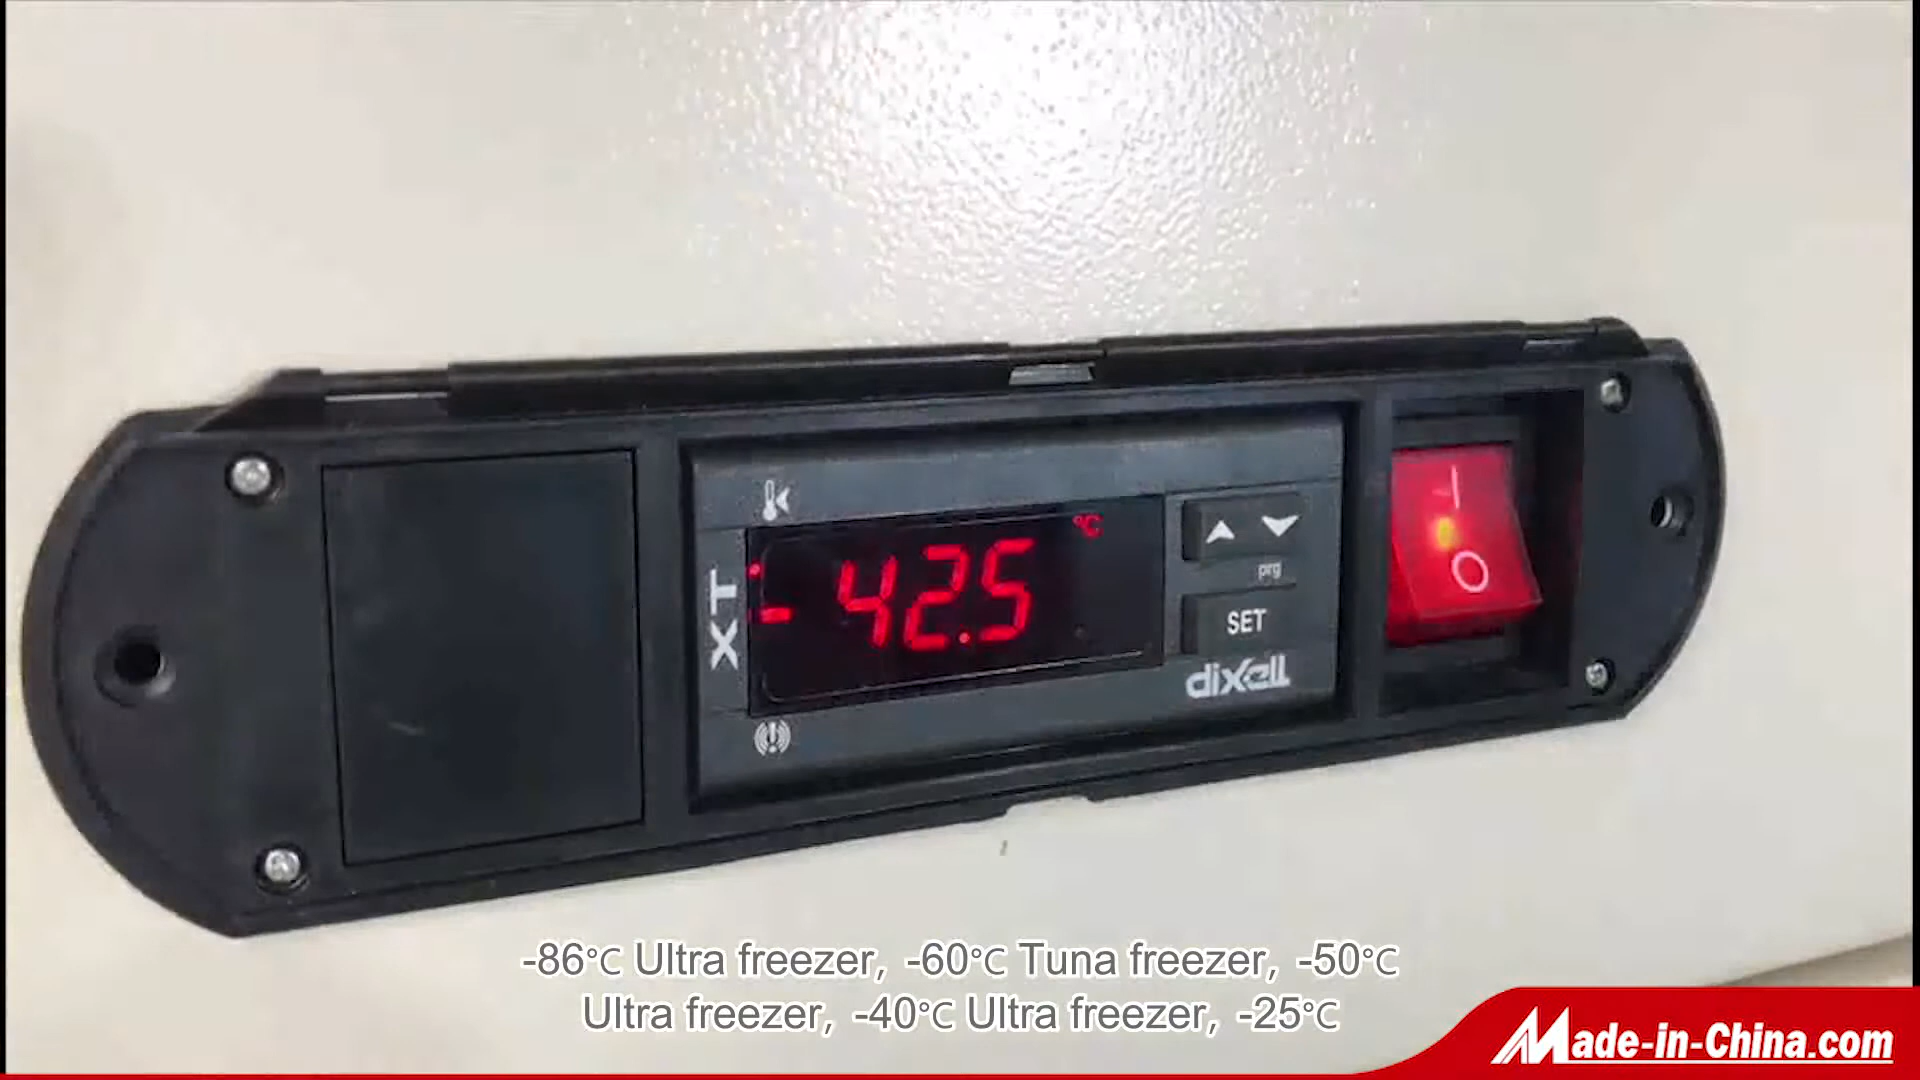 °C
-42.5
XT
prg
SET
dixell
I
O
-86℃ Ultra freezer, -60℃ Tuna freezer, -50℃
Ultra freezer, -40℃ Ultra freezer, -25℃
Made-in-China.com